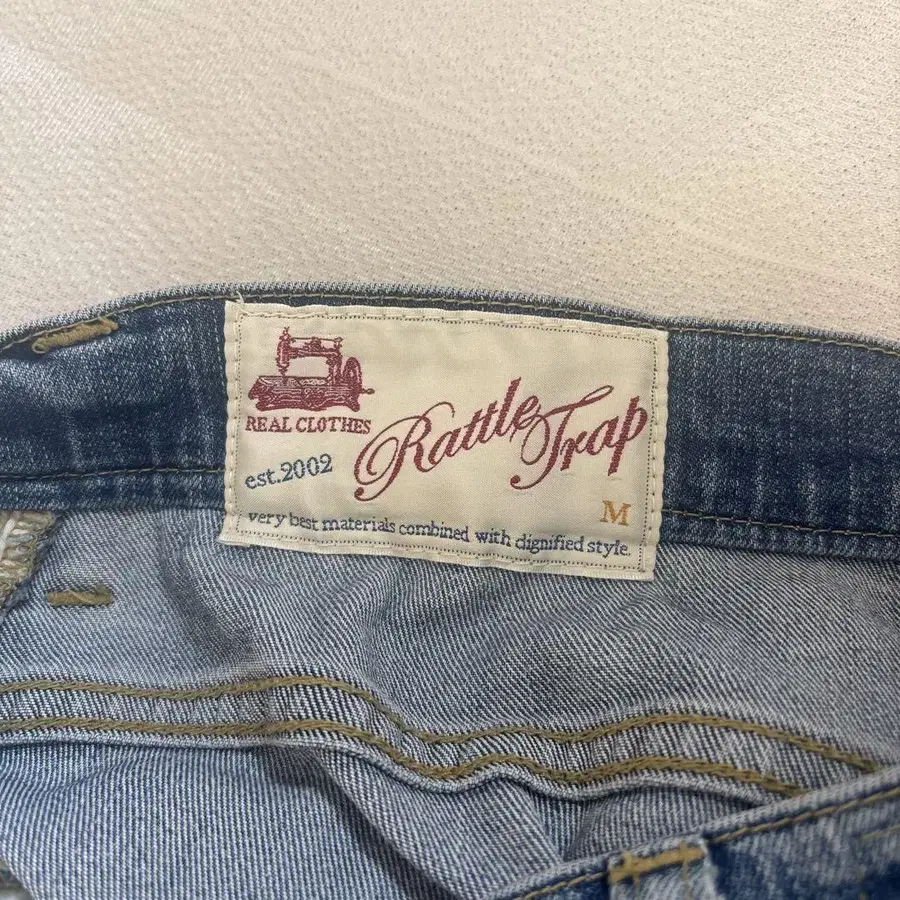 REAL CLOTHES
Rattle Trap
est.2002
M
very best materials combined with dignified style